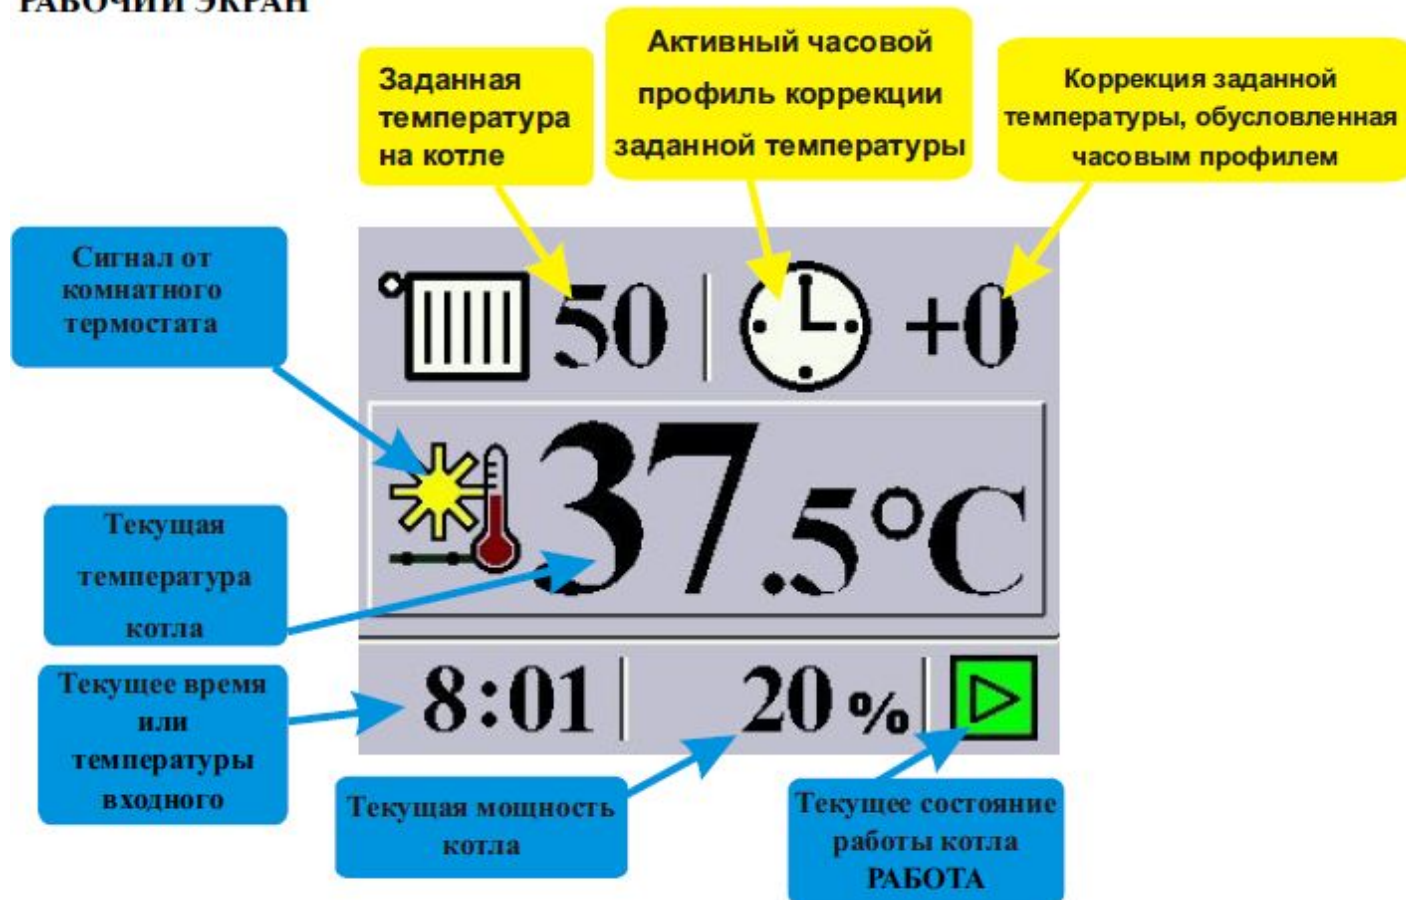 РАБОЧИЙ ЭКРАН
Заданная
температура
на котле
Активный часовой
профиль коррекции
заданной температуры
Коррекция заданной
температуры, обусловленная
часовым профилем
Сигнал от
комнатного
термостата
50
+0
37.5°C
Текущая
температура
котла
Текущее время
или
температуры
входного
8:01
20 %
Текущая мощность
котла
Текущее состояние
работы котла
РАБОТА